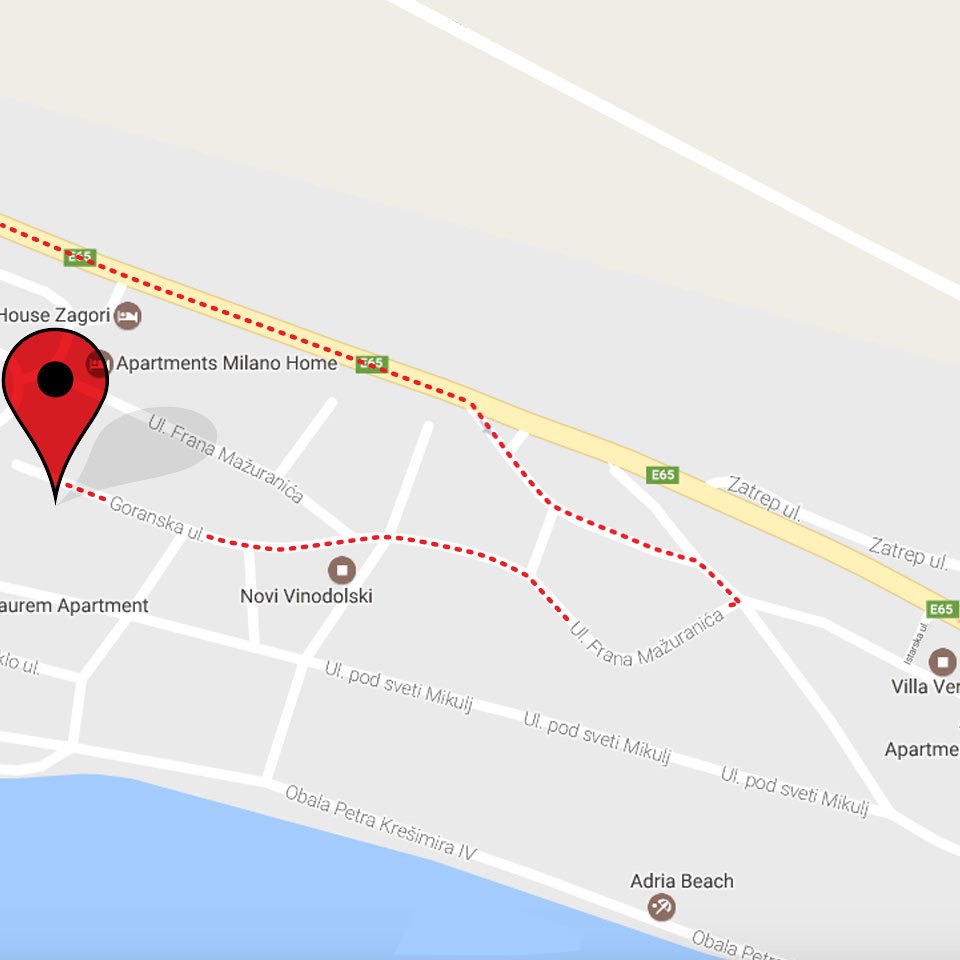 E65
House Zagori
Apartments Milano Home
E65
Ul. Frana Mažuranića
E65
Zatrep ul.
Goranska ul.
Zatrep ul.
Novi Vinodolski
aurem Apartment
E65
Ul. Frana Mažuranića
Istarska ul.
klo ul.
Ul. pod sveti Mikulj
Villa Ver
Ul. pod sveti Mikulj
Apartme
Ul. pod sveti Mikulj
Obala Petra Krešimira IV
Adria Beach
Obala Petr